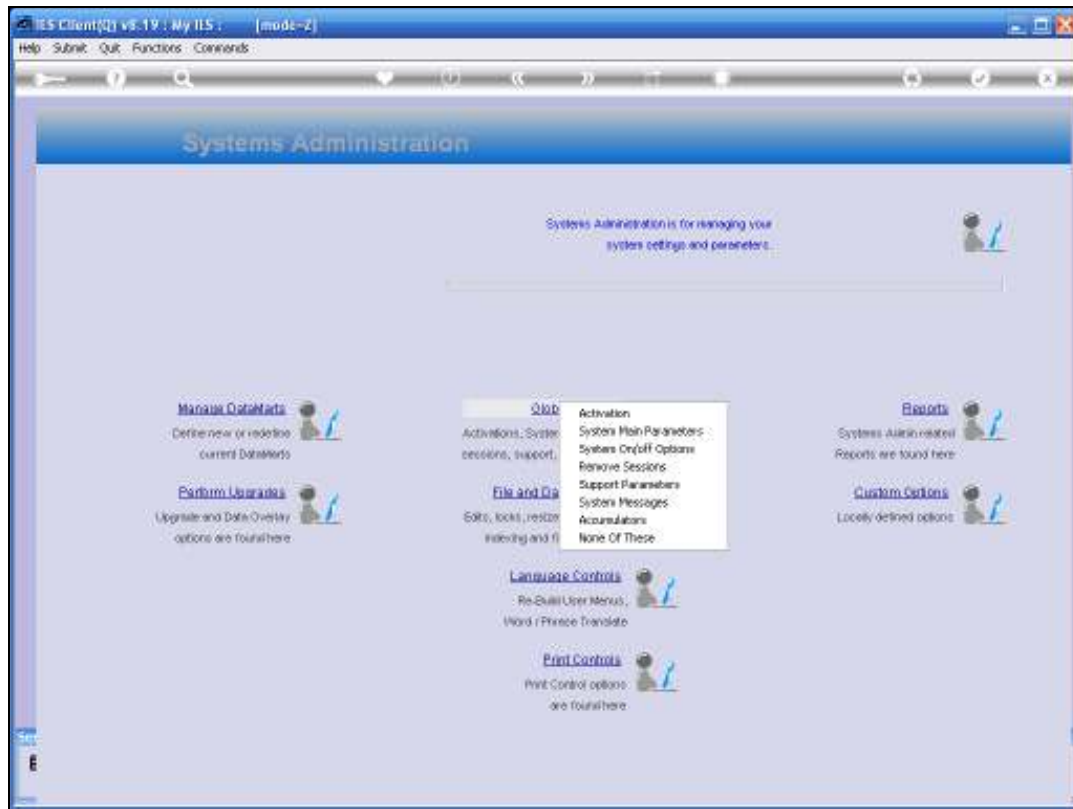 IES Client(Q) v8.19 : My IES : [mode-Z]
Help Submit Quit Functions Commands
Systems Administration
Systems Administration is for managing your
system settings and parameters.
Manage DataMarts
Define new or redefine
current DataMarts
Perform Upgrades
Upgrade and Data Overlay
options are found here
Glob
Activations, System
sessions, support,
File and Da
Edits, locks, resize
indexing and fi
Activation
System Main Parameters
System On/off Options
Remove Sessions
Support Parameters
System Messages
Accumulators
None Of These
Language Controls
Re-Build User Menus,
Word / Phrase Translate
Print Controls
Print Control options
are found here
Reports
Systems Admin related
Reports are found here
Custom Options
Locally defined options